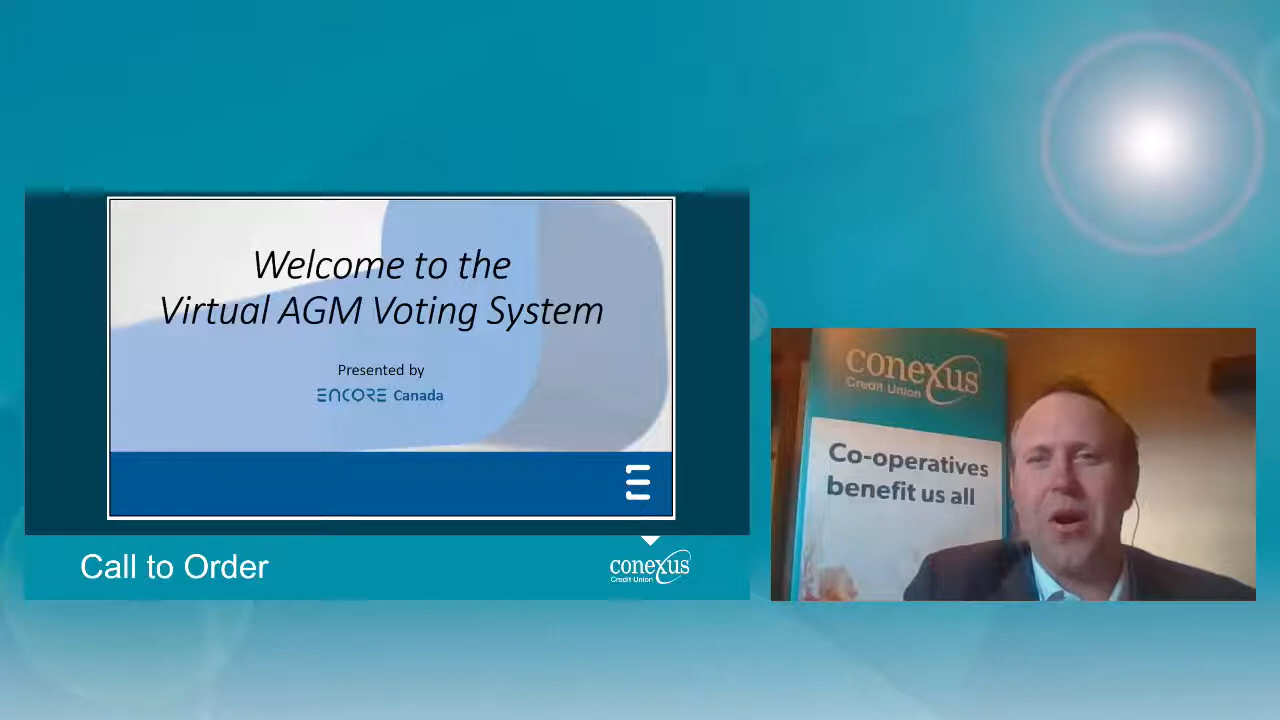 Welcome to the
Virtual AGM Voting System
Presented by
ENCORE Canada
Call to Order
conexus
Credit Union
conexus
Credit Union
Co-operatives
benefit us all